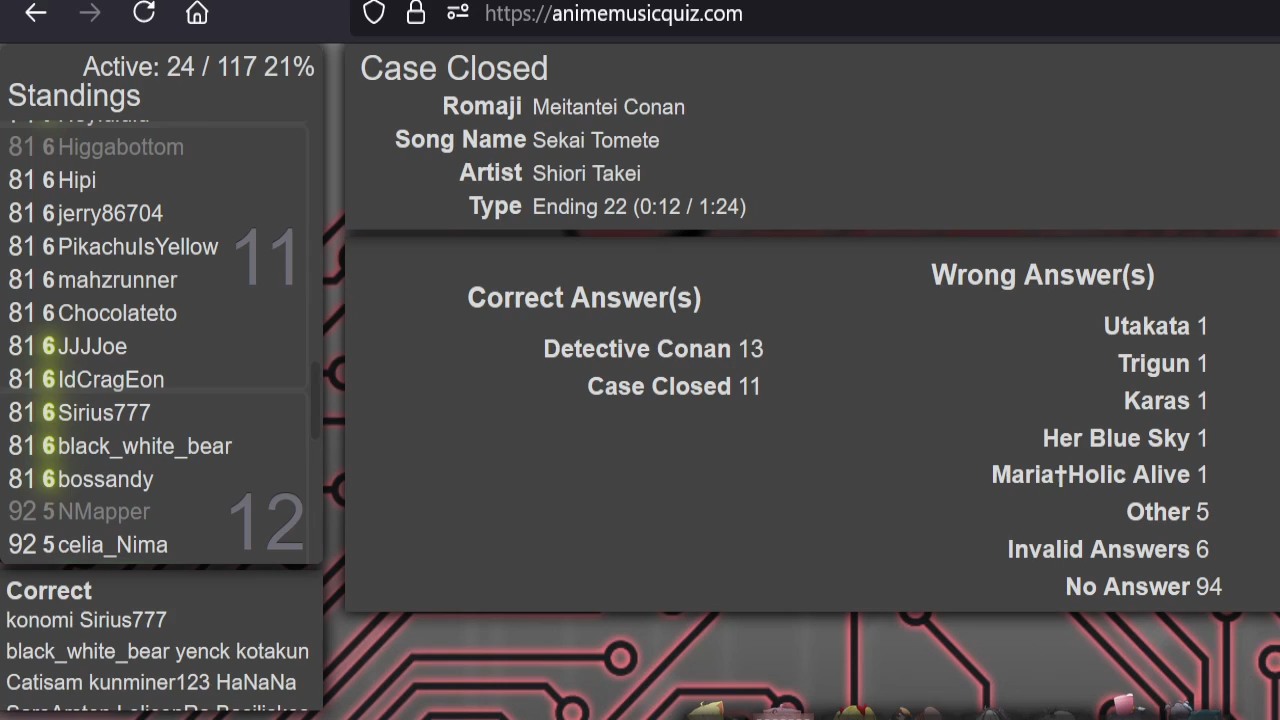 https://animemusicquiz.com
Active: 24 / 117 21%
Standings
81 6 Higgabottom
81 6 Hipi
81 6 jerry86704
81 6 PikachuIsYellow
11
81 6 mahzrunner
81 6 Chocolateto
81 6 JJJJoe
81 6 IdCragEon
81 6 Sirius777
81 6 black_white_bear
81 6 bossandy
92 5 NMapper
12
92 5 celia_Nima
Correct
konomi Sirius777
black_white_bear yenck kotakun
Catisam kunminer123 HaNaNa
Case Closed
Romaji Meitantei Conan
Song Name Sekai Tomete
Artist Shiori Takei
Type Ending 22 (0:12 / 1:24)
Correct Answer(s)
Detective Conan 13
Case Closed 11
Wrong Answer(s)
Utakata 1
Trigun 1
Karas 1
Her Blue Sky 1
Maria†Holic Alive 1
Other 5
Invalid Answers 6
No Answer 94